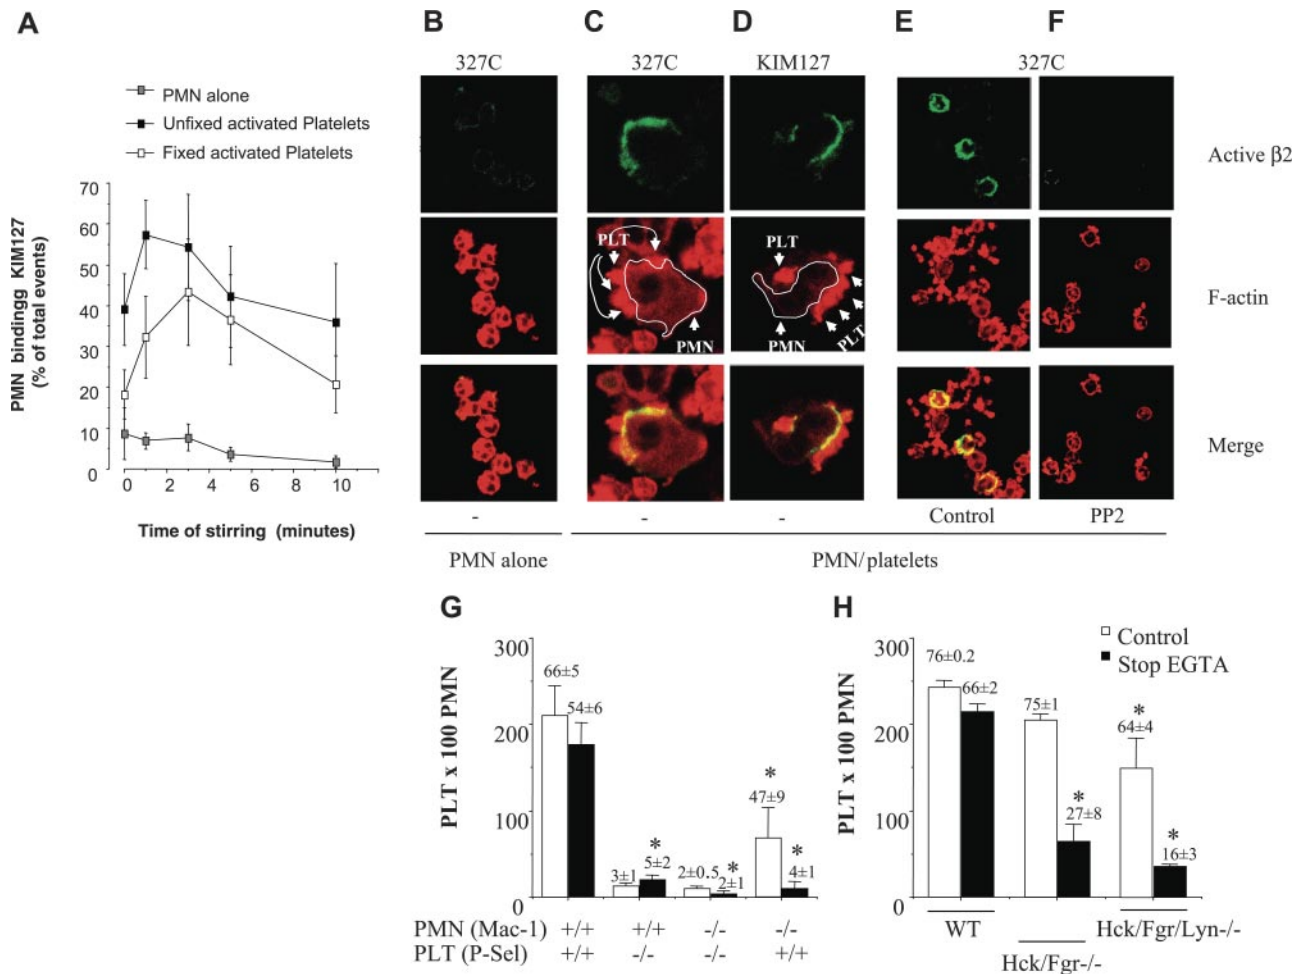 A
B
C
D
E
F
327C
327C
KIM127
327C
PMN alone
Unfixed activated Platelets
Fixed activated Platelets
PMN bindingg KIM127
(% of total events)
70
60
50
40
30
20
10
0
0 2 4 6 8 10
Time of stirring (minutes)
Active β2
F-actin
Merge
PLT
PMN
PLT
PMN
PLT
- - - Control PP2
PMN alone
PMN/platelets
G
PLT x 100 PMN
300
200
100
0
66±5
54±6
3±1
*
5±2
2±0.5
*
2±1
*
47±9
*
4±1
PMN (Mac-1) +/+ +/+ -/- -/-
PLT (P-Sel) +/+ -/- -/- +/+
H
Control
Stop EGTA
PLT x 100 PMN
300
200
100
0
76±0.2
66±2
75±1
*
27±8
*
64±4
*
16±3
WT
Hck/Fgr-/-
Hck/Fgr/Lyn-/-